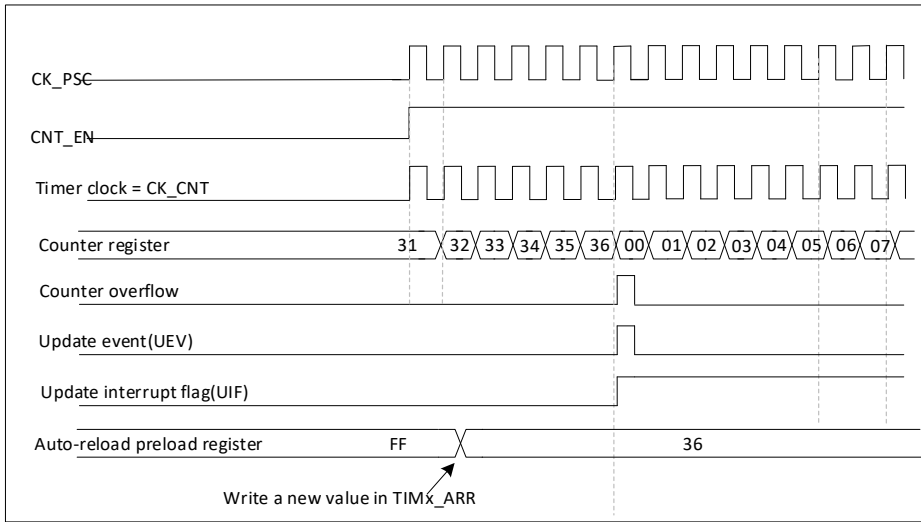 CK_PSC
CNT_EN
Timer clock = CK_CNT
Counter register 31 32 33 34 35 36 00 01 02 03 04 05 06 07
Counter overflow
Update event(UEV)
Update interrupt flag(UIF)
Auto-reload preload register FF 36
Write a new value in TIMx_ARR